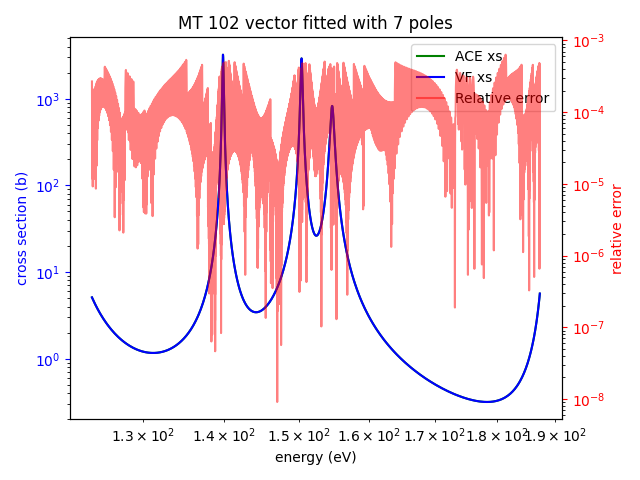 MT 102 vector fitted with 7 poles
ACE xs
VF xs
Relative error
cross section (b)
10³
10²
10¹
10⁰
relative error
10⁻³
10⁻⁴
10⁻⁵
10⁻⁶
10⁻⁷
10⁻⁸
1.3 × 10² 1.4 × 10² 1.5 × 10² 1.6 × 10² 1.7 × 10² 1.8 × 10² 1.9 × 10²
energy (eV)